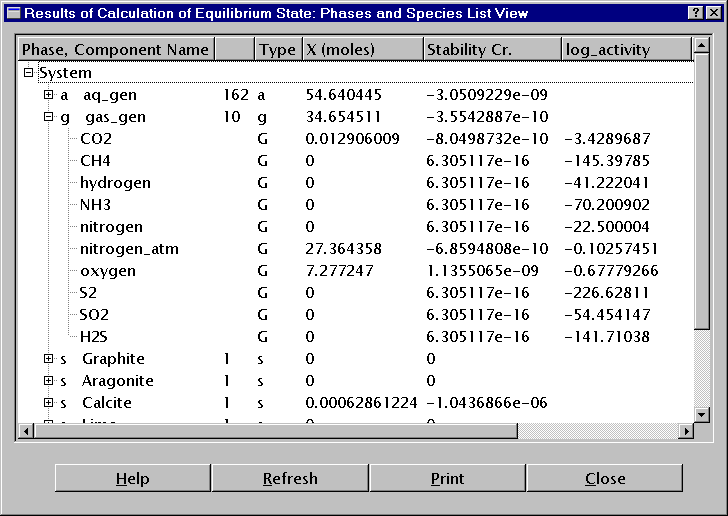 Results of Calculation of Equilibrium State: Phases and Species List View
Phase, Component Name Type X (moles) Stability Cr. log_activity
System
a aq_gen 162 a 54.640445 -3.0509229e-09
g gas_gen 10 g 34.654511 -3.5542887e-10
CO2 G 0.012906009 -8.0498732e-10 -3.4289687
CH4 G 0 6.305117e-16 -145.39785
hydrogen G 0 6.305117e-16 -41.222041
NH3 G 0 6.305117e-16 -70.200902
nitrogen G 0 6.305117e-16 -22.500004
nitrogen_atm G 27.364358 -6.8594808e-10 -0.10257451
oxygen G 7.277247 1.1355065e-09 -0.67779266
S2 G 0 6.305117e-16 -226.62811
SO2 G 0 6.305117e-16 -54.454147
H2S G 0 6.305117e-16 -141.71038
s Graphite 1 s 0 0
s Aragonite 1 s 0 0
s Calcite 1 s 0.00062861224 -1.0436866e-06
Help Refresh Print Close